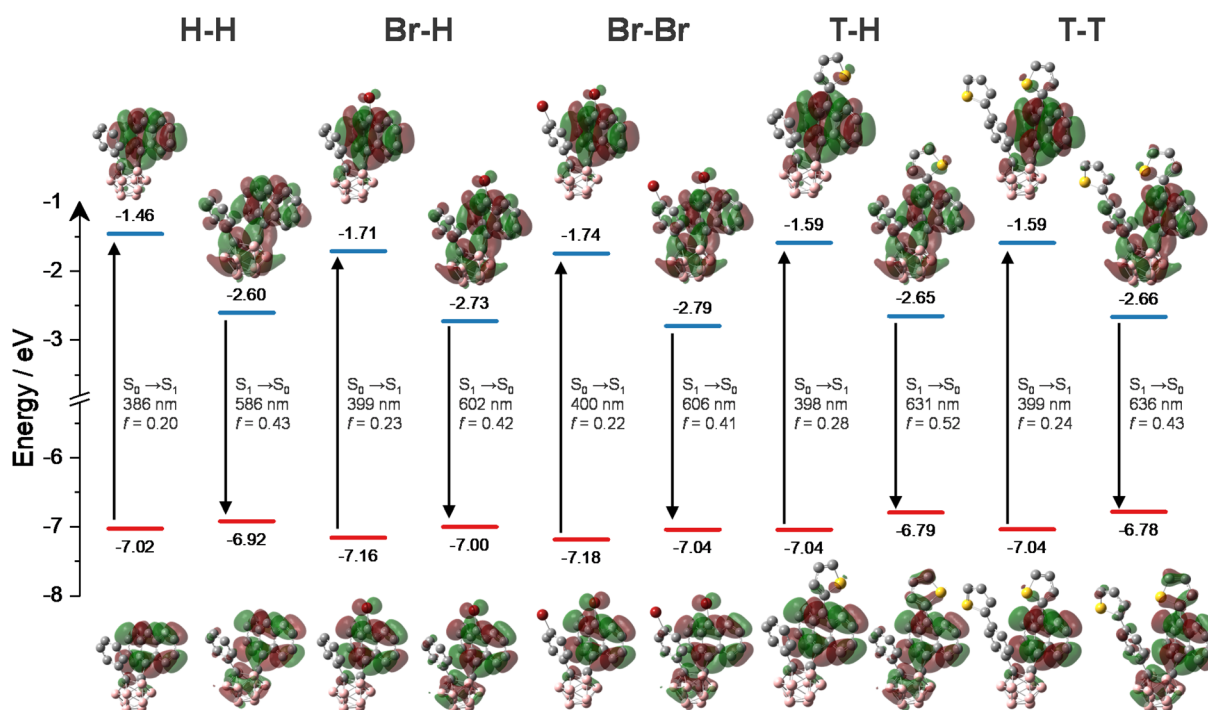 H-H
Br-H
Br-Br
T-H
T-T
Energy / eV
-1
-2
-3
-6
-7
-8
-1.46
-2.60
-1.71
-2.73
-1.74
-2.79
-1.59
-2.65
-1.59
-2.66
S₀→S₁
386 nm
f = 0.20
S₁→S₀
586 nm
f = 0.43
S₀→S₁
399 nm
f = 0.23
S₁→S₀
602 nm
f = 0.42
S₀→S₁
400 nm
f = 0.22
S₁→S₀
606 nm
f = 0.41
S₀→S₁
398 nm
f = 0.28
S₁→S₀
631 nm
f = 0.52
S₀→S₁
399 nm
f = 0.24
S₁→S₀
636 nm
f = 0.43
-7.02
-6.92
-7.16
-7.00
-7.18
-7.04
-7.04
-6.79
-7.04
-6.78